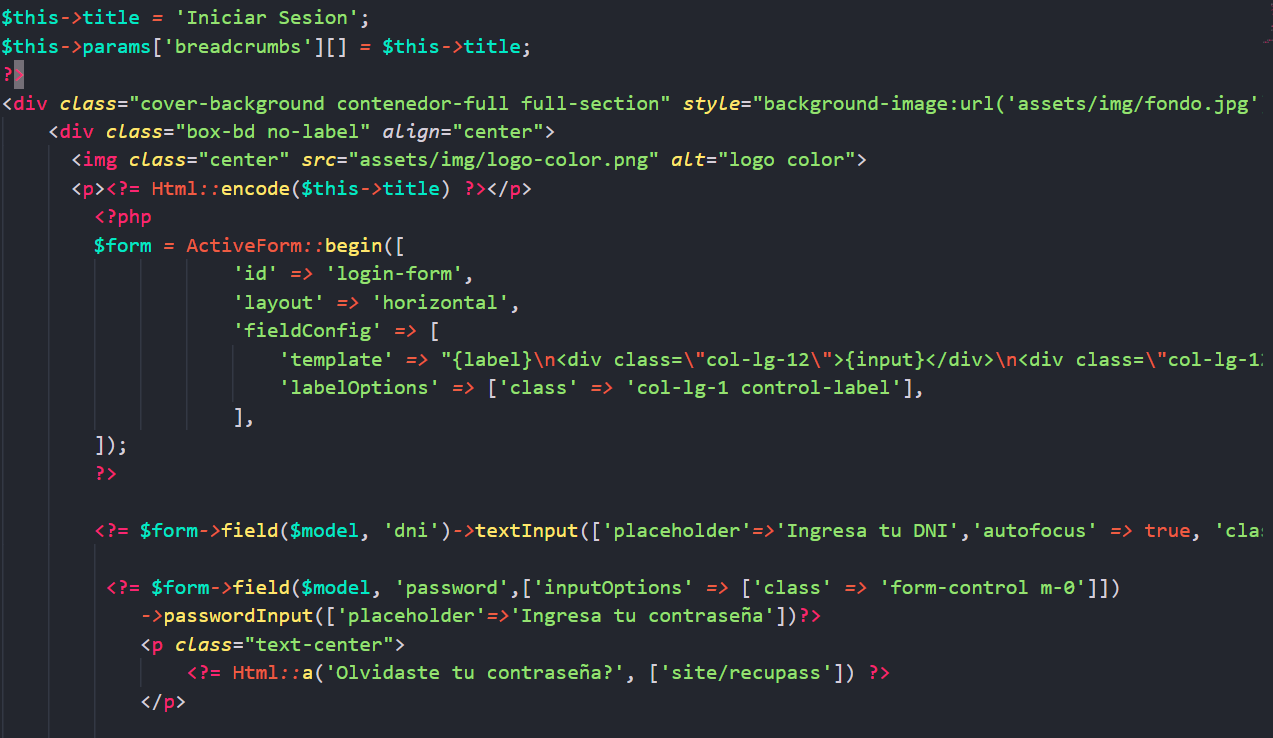 $this->title = 'Iniciar Sesion';
$this->params['breadcrumbs'][] = $this->title;
?>
<div class="cover-background contenedor-full full-section" style="background-image:url('assets/img/fondo.jpg'
<div class="box-bd no-label" align="center">
<img class="center" src="assets/img/logo-color.png" alt="logo color">
<p><?= Html::encode($this->title) ?></p>
<?php
$form = ActiveForm::begin([
'id' => 'login-form',
'layout' => 'horizontal',
'fieldConfig' => [
'template' => "{label}\n<div class=\"col-lg-12\">{input}</div>\n<div class=\"col-lg-12
'labelOptions' => ['class' => 'col-lg-1 control-label'],
],
]);
?>
<?= $form->field($model, 'dni')->textInput(['placeholder'=>'Ingresa tu DNI','autofocus' => true, 'clas
<?= $form->field($model, 'password',['inputOptions' => ['class' => 'form-control m-0']])
->passwordInput(['placeholder'=>'Ingresa tu contraseña'])?>
<p class="text-center">
<?= Html::a('Olvidaste tu contraseña?', ['site/recupass']) ?>
</p>